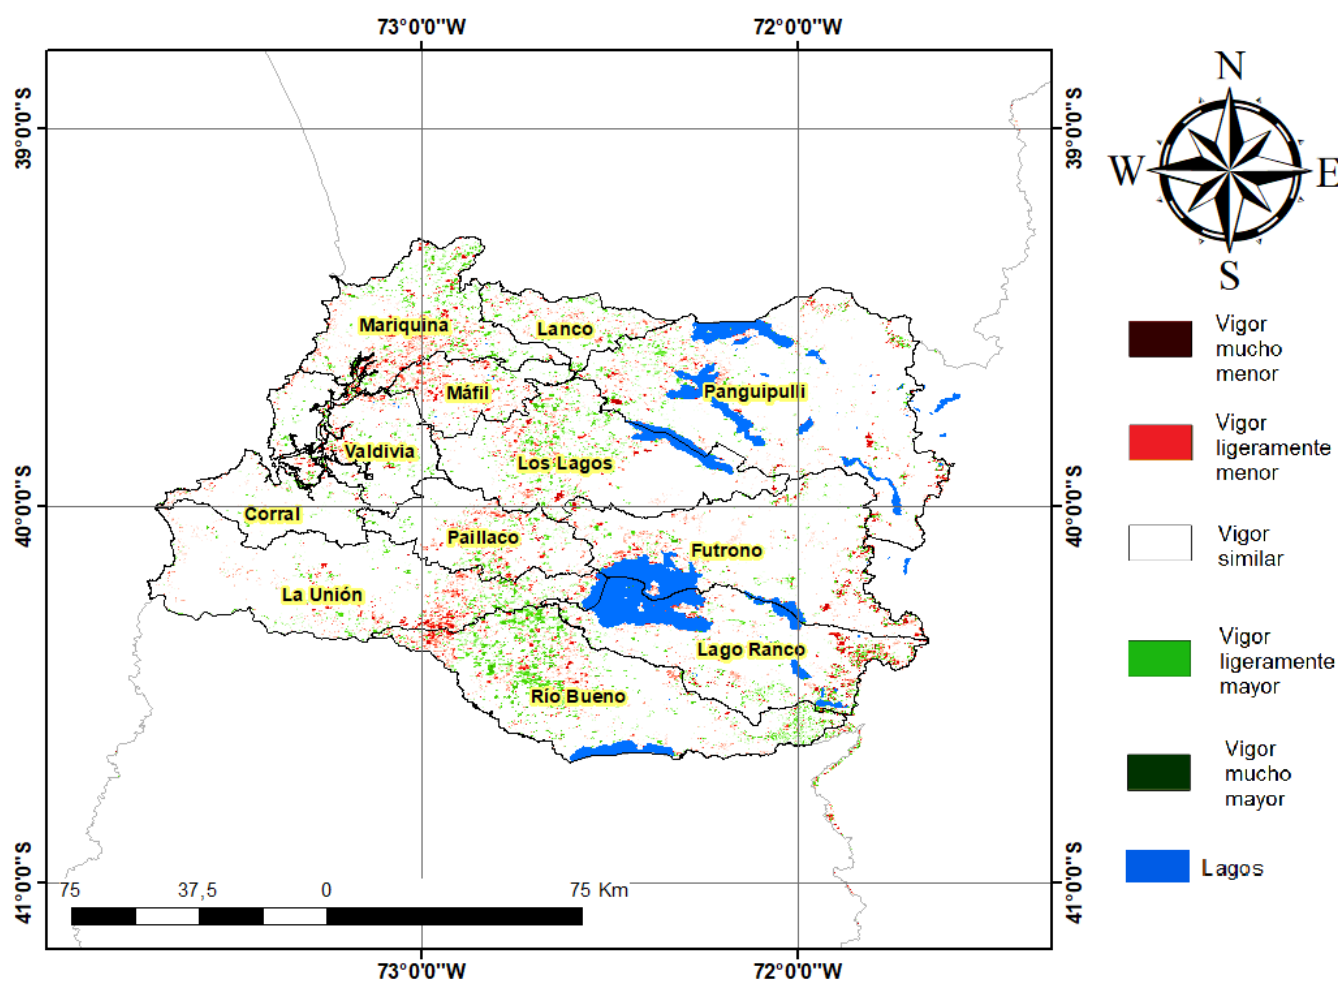 73°0'0"W
72°0'0"W
39°0'0"S
39°0'0"S
N
W
E
S
Mariquina
Lanco
Máfil
Panguipulli
Valdivia
Los Lagos
40°0'0"S
40°0'0"S
Corral
Paillaco
Futrono
La Unión
Lago Ranco
Río Bueno
Vigor
mucho
menor
Vigor
ligeramente
menor
Vigor
similar
Vigor
ligeramente
mayor
Vigor
mucho
mayor
Lagos
41°0'0"S
41°0'0"S
75
37,5
0
75 Km
73°0'0"W
72°0'0"W